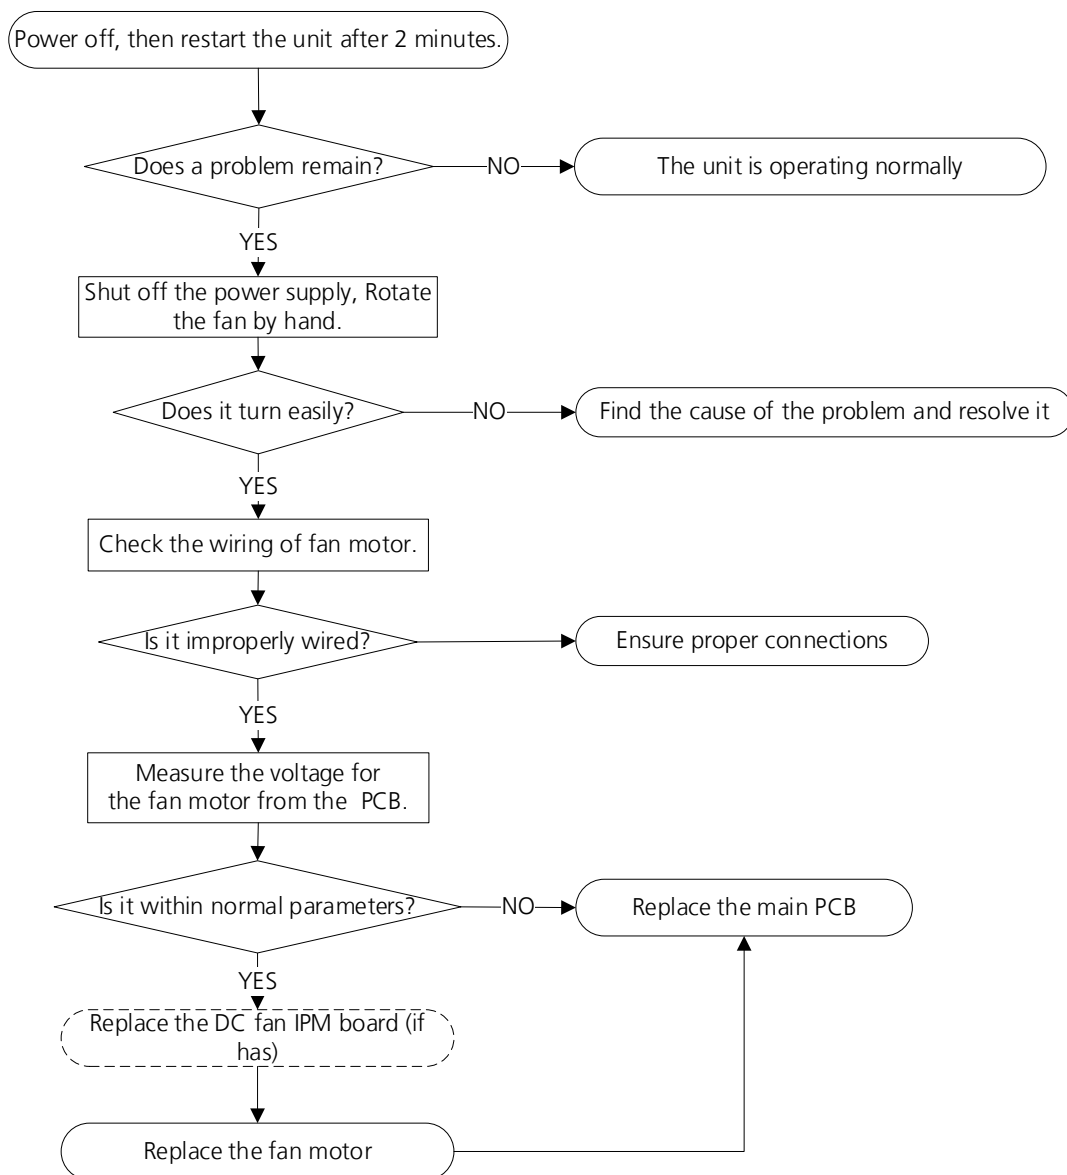 Power off, then restart the unit after 2 minutes.
Does a problem remain?
NO
The unit is operating normally
YES
Shut off the power supply, Rotate
the fan by hand.
Does it turn easily?
NO
Find the cause of the problem and resolve it
YES
Check the wiring of fan motor.
Is it improperly wired?
Ensure proper connections
YES
Measure the voltage for
the fan motor from the PCB.
Is it within normal parameters?
NO
Replace the main PCB
YES
Replace the DC fan IPM board (if
has)
Replace the fan motor